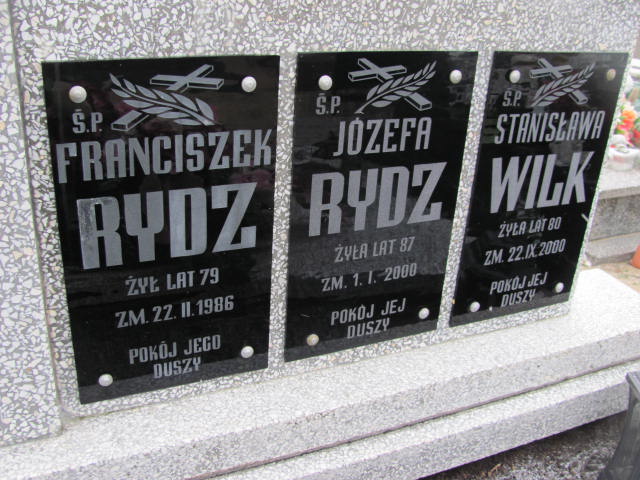 Ś.P.
FRANCISZEK
RYDZ
ŻYŁ LAT 79
ZM. 22. II. 1986
POKÓJ JEGO
DUSZY
Ś.P.
JÓZEFA
RYDZ
ŻYŁA LAT 87
ZM. 1. I. 2000
POKÓJ JEJ
DUSZY
Ś.P.
STANISŁAWA
WILK
ŻYŁA LAT 80
ZM. 22. IX. 2000
POKÓJ JEJ
DUSZY